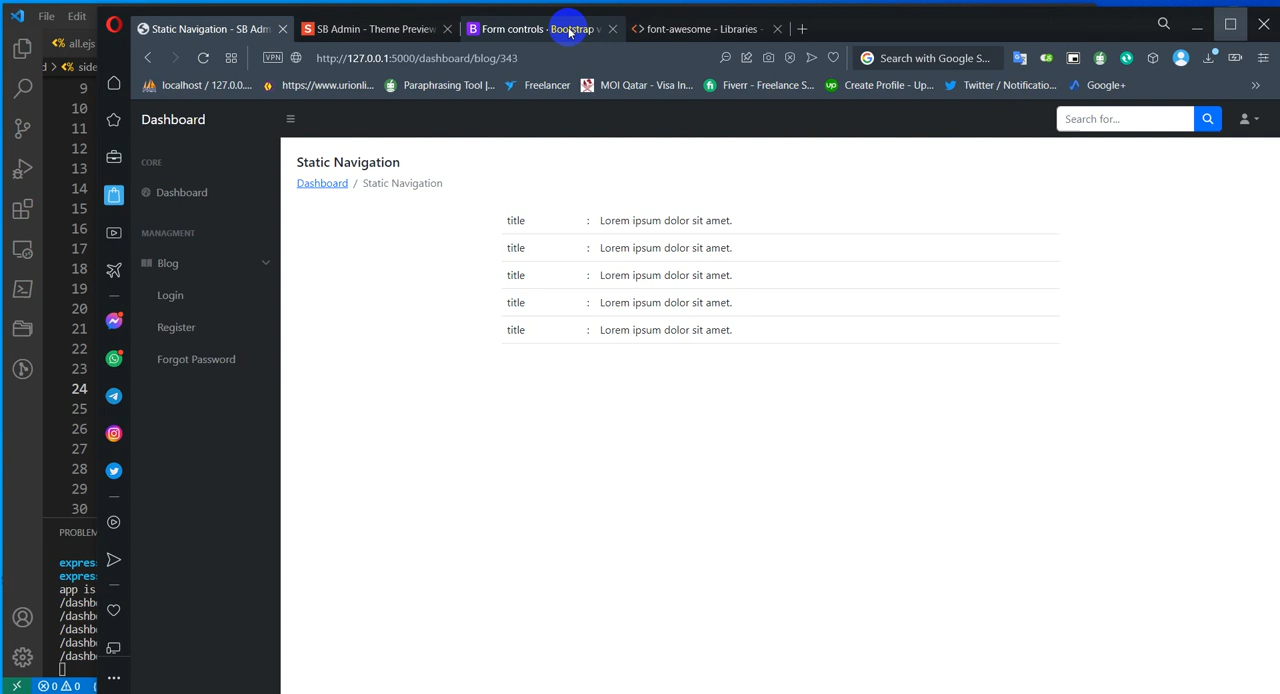 File Edit
Static Navigation - SB Adm
SB Admin - Theme Preview
Form controls · Bootstrap v
font-awesome - Libraries -
all.ejs
VPN
http://127.0.0.1:5000/dashboard/blog/343
Search with Google S...
d > side
localhost / 127.0.0....
https://www.urionli...
Paraphrasing Tool |...
Freelancer
MOI Qatar - Visa In...
Fiverr - Freelance S...
Create Profile - Up...
Twitter / Notificatio...
Google+
Dashboard
Search for...
CORE
Dashboard
MANAGMENT
Blog
Login
Register
Forgot Password
Static Navigation
Dashboard / Static Navigation
title : Lorem ipsum dolor sit amet.
title : Lorem ipsum dolor sit amet.
title : Lorem ipsum dolor sit amet.
title : Lorem ipsum dolor sit amet.
title : Lorem ipsum dolor sit amet.
9
10
11
12
13
14
15
16
17
18
19
20
21
22
23
24
25
26
27
28
29
30
PROBLEM
express
express
app is
/dashb
/dashb
/dashb
/dashb
/dashb
0 0